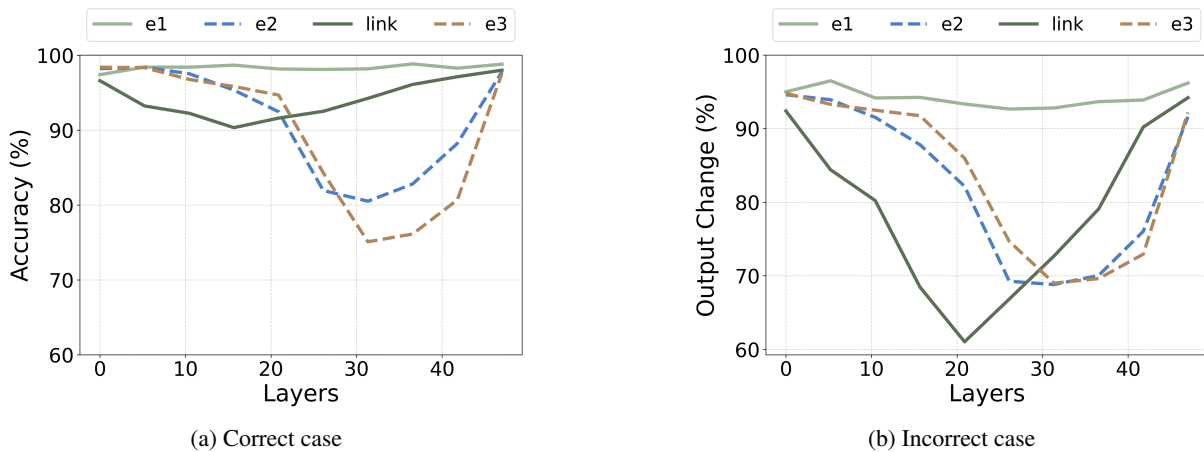 e1 e2 link e3
100
90
80
70
60
Accuracy (%)
0 10 20 30 40
Layers
(a) Correct case
e1 e2 link e3
100
90
80
70
60
Output Change (%)
0 10 20 30 40
Layers
(b) Incorrect case